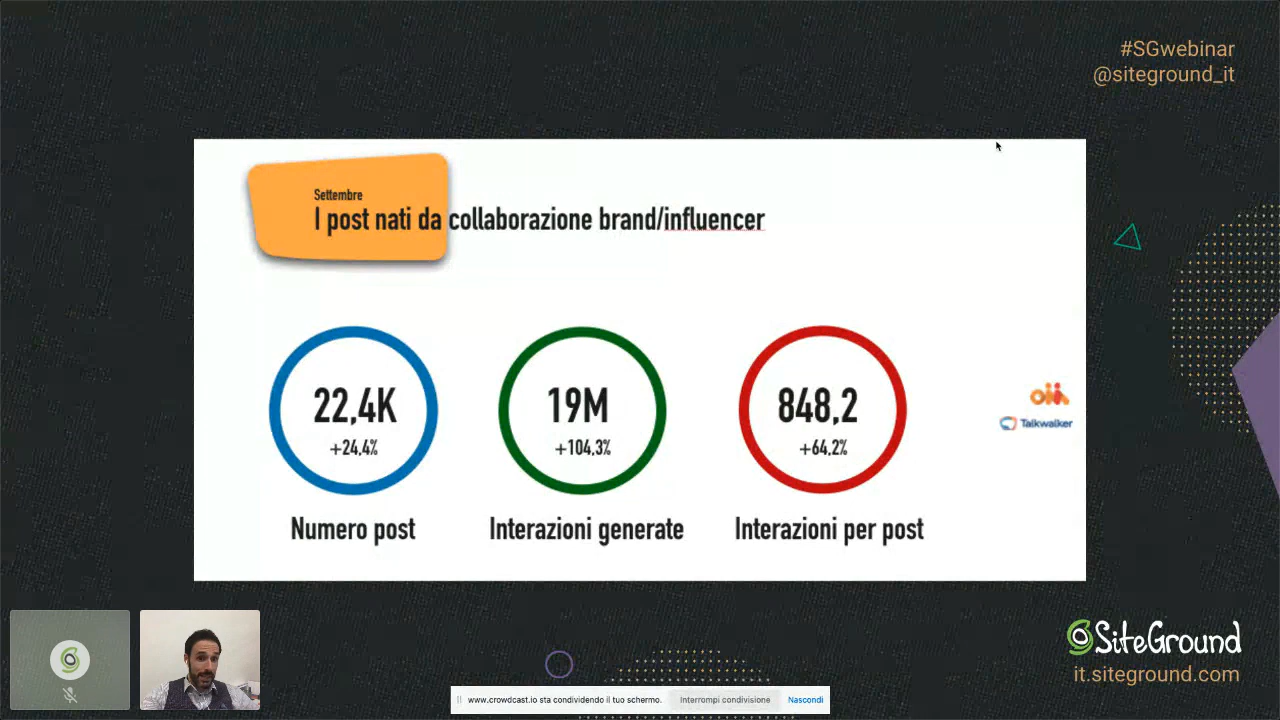 #SGwebinar
@siteground_it
Settembre
I post nati da collaborazione brand/influencer
22,4K
+24,4%
Numero post
19M
+104,3%
Interazioni generate
848,2
+64,2%
Interazioni per post
Talkwalker
SiteGround
it.siteground.com
www.crowdcast.io sta condividendo il tuo schermo.
Interrompi condivisione
Nascondi